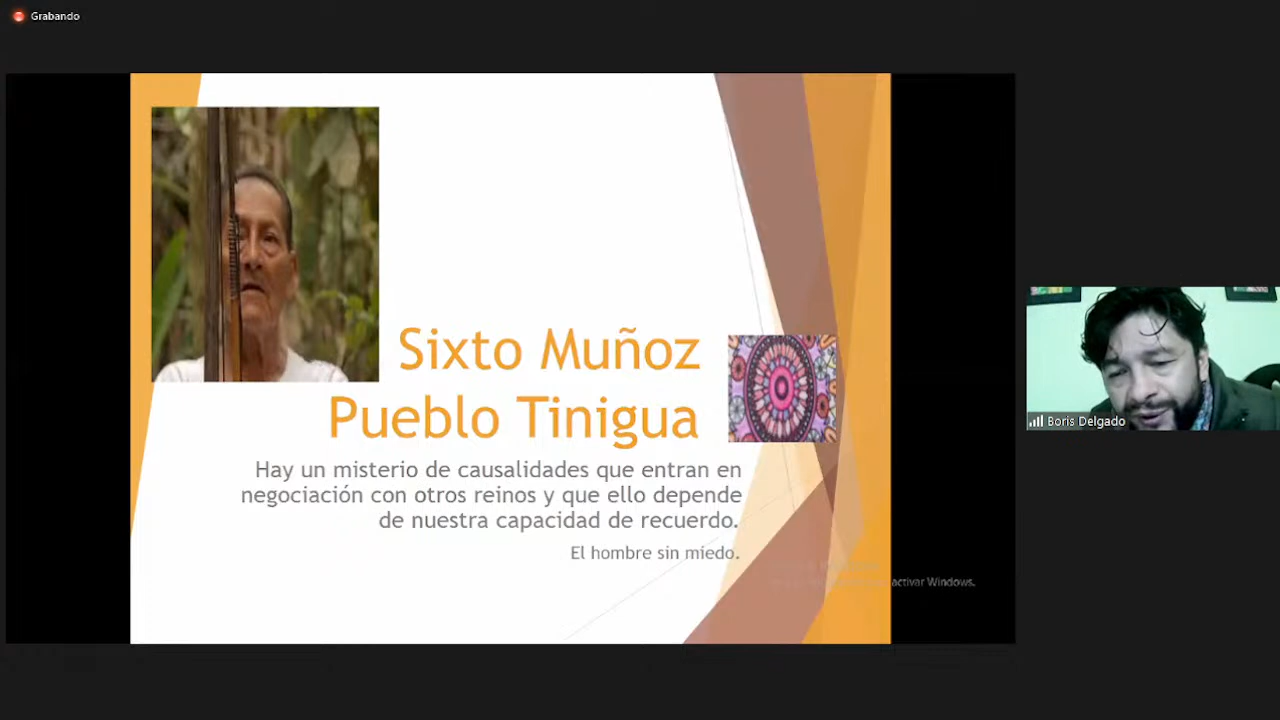 Grabando
Sixto Muñoz
Pueblo Tinigua
Hay un misterio de causalidades que entran en
negociación con otros reinos y que ello depende
de nuestra capacidad de recuerdo.
El hombre sin miedo.
activar Windows.
Boris Delgado